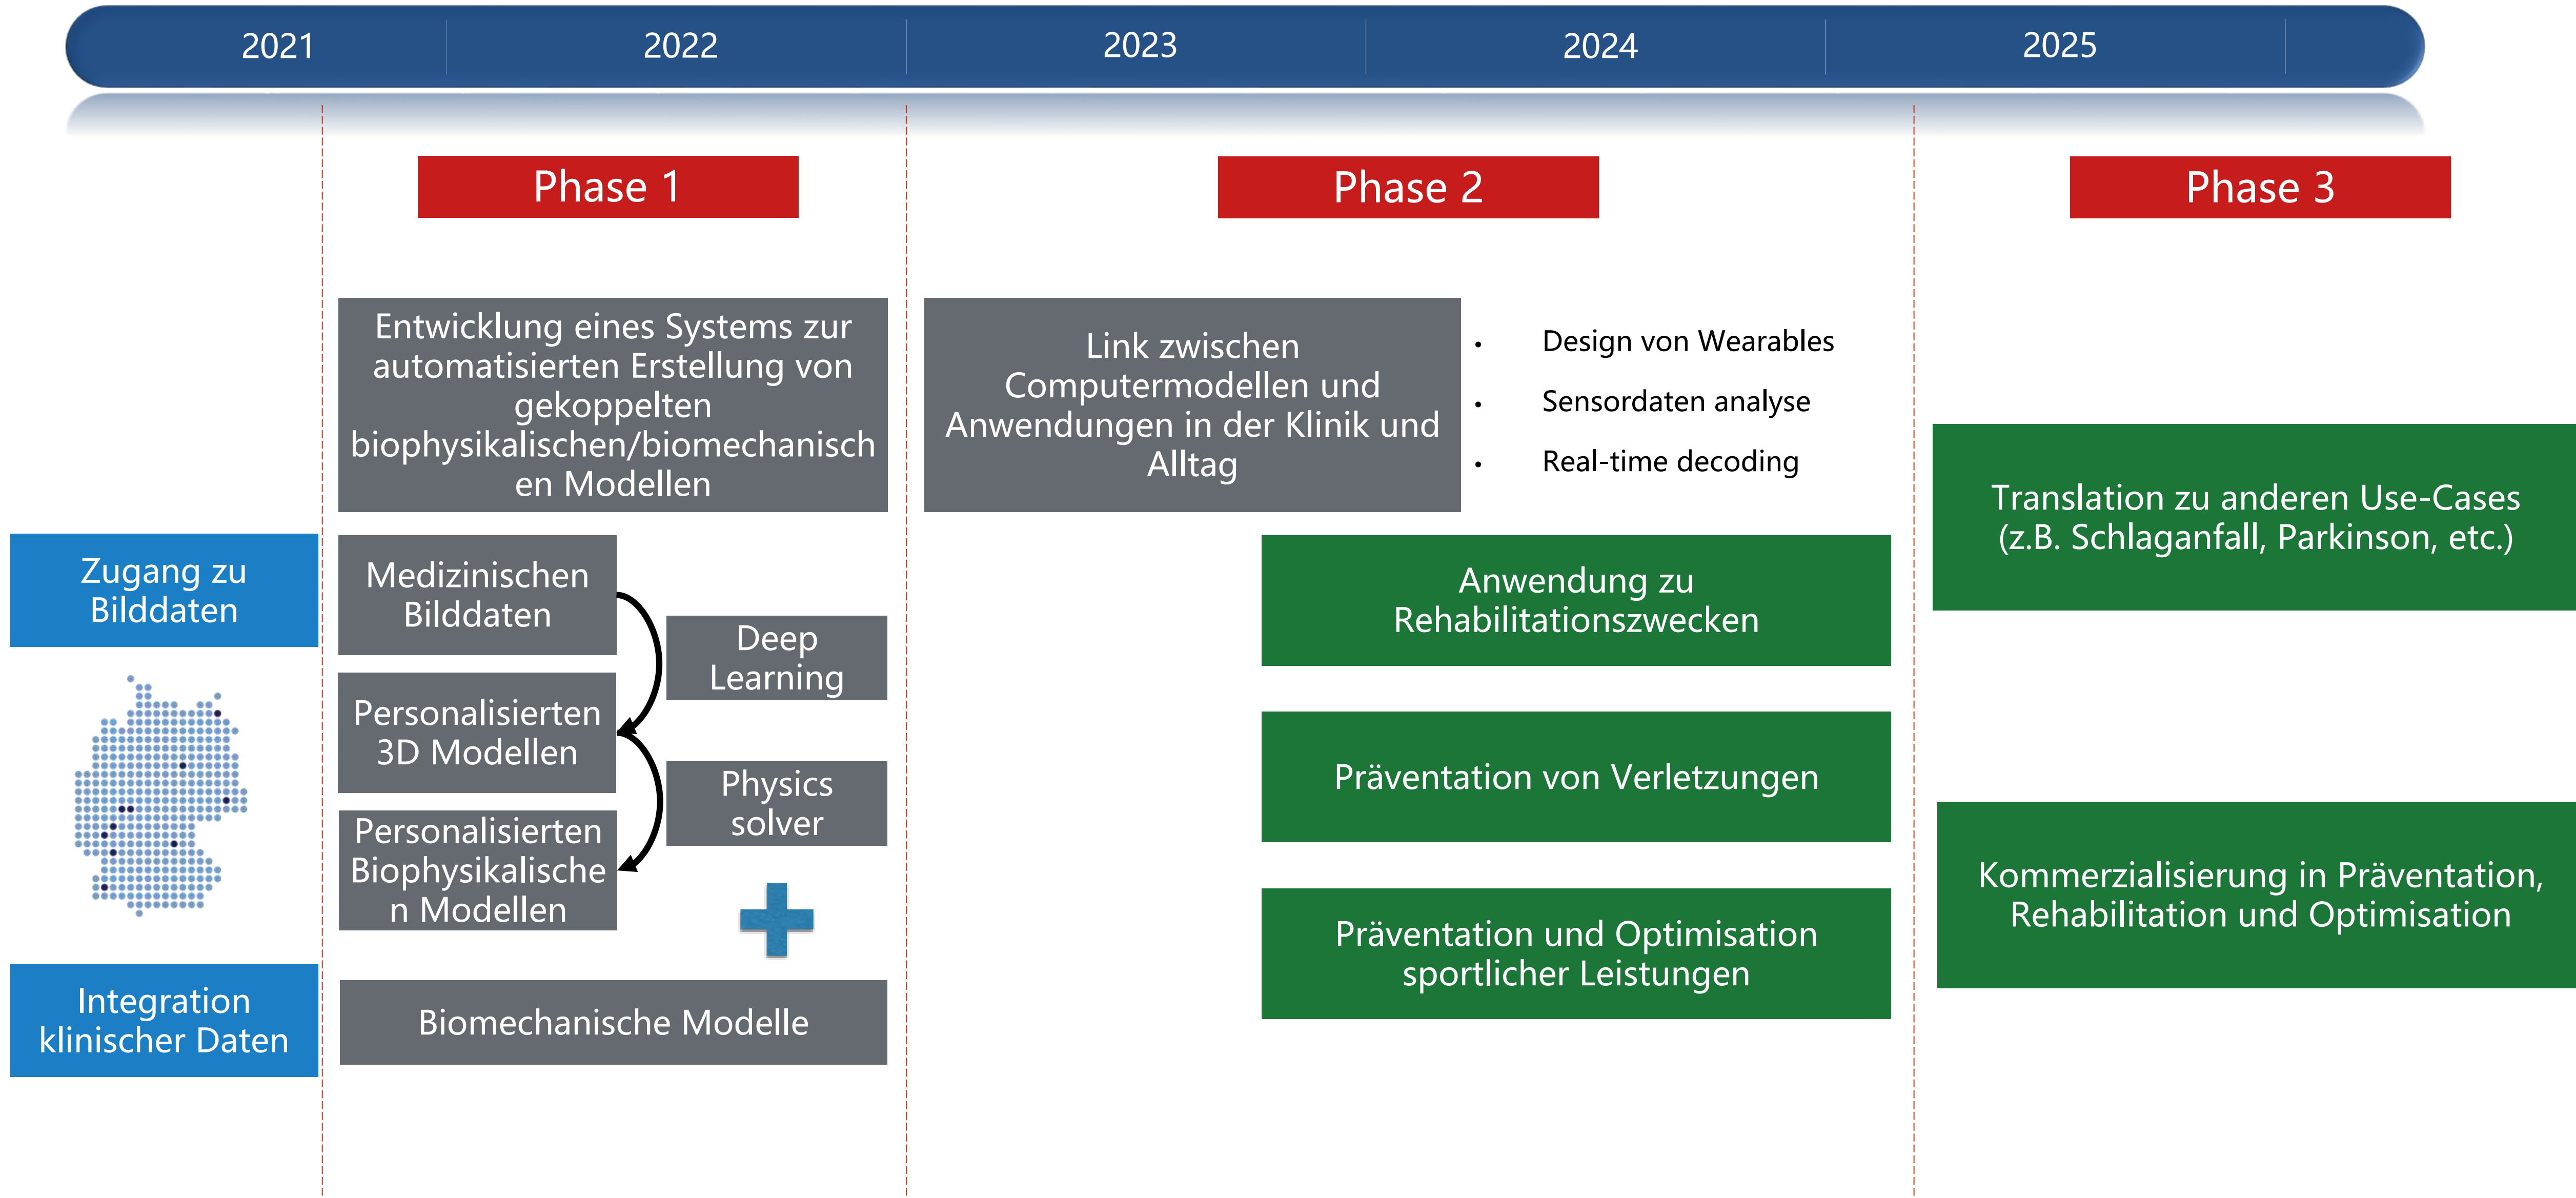 2021
2022
2023
2024
2025
Phase 1
Phase 2
Phase 3
Zugang zu
Bilddaten
Integration
klinischer Daten
Entwicklung eines Systems zur
automatisierten Erstellung von
gekoppelten
biophysikalischen/biomechanisch
en Modellen
Medizinischen
Bilddaten
Deep
Learning
Personalisierten
3D Modellen
Physics
solver
Personalisierten
Biophysikalische
n Modellen
Biomechanische Modelle
Link zwischen
Computermodellen und
Anwendungen in der Klinik und
Alltag
• Design von Wearables
• Sensordaten analyse
• Real-time decoding
Anwendung zu
Rehabilitationszwecken
Präventation von Verletzungen
Präventation und Optimisation
sportlicher Leistungen
Translation zu anderen Use-Cases
(z.B. Schlaganfall, Parkinson, etc.)
Kommerzialisierung in Präventation,
Rehabilitation und Optimisation